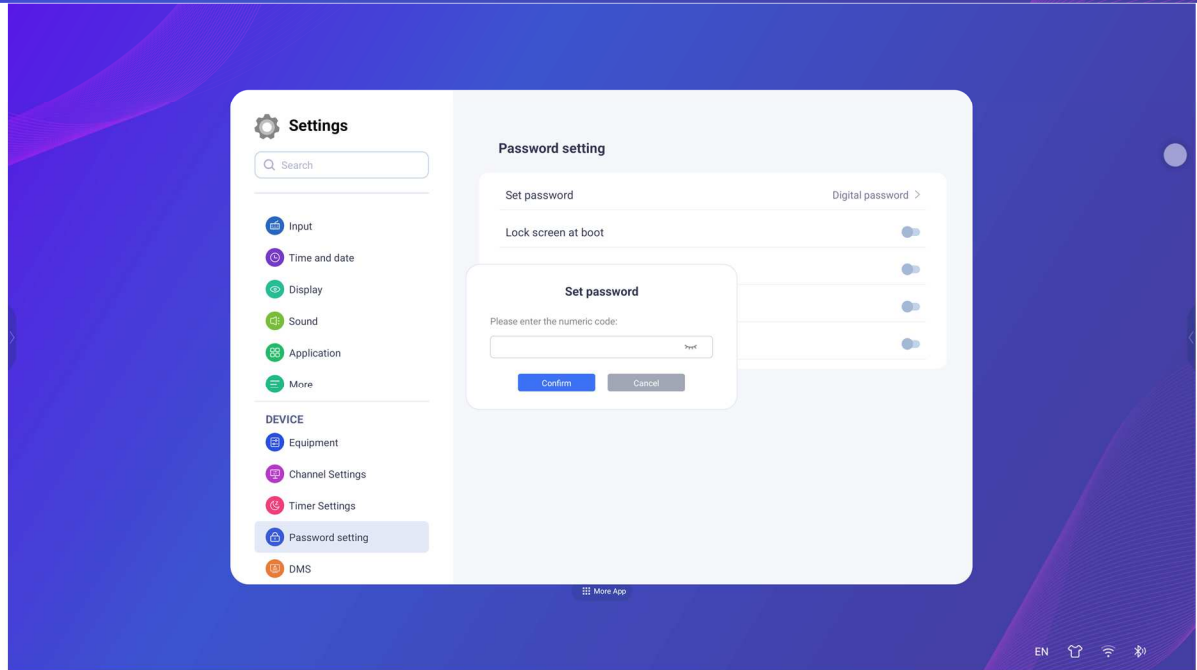 Settings
Search
Input
Time and date
Display
Sound
Application
More
DEVICE
Equipment
Channel Settings
Timer Settings
Password setting
DMS
Password setting
Set password
Digital password >
Lock screen at boot
Set password
Please enter the numeric code:
Confirm
Cancel
More App
EN